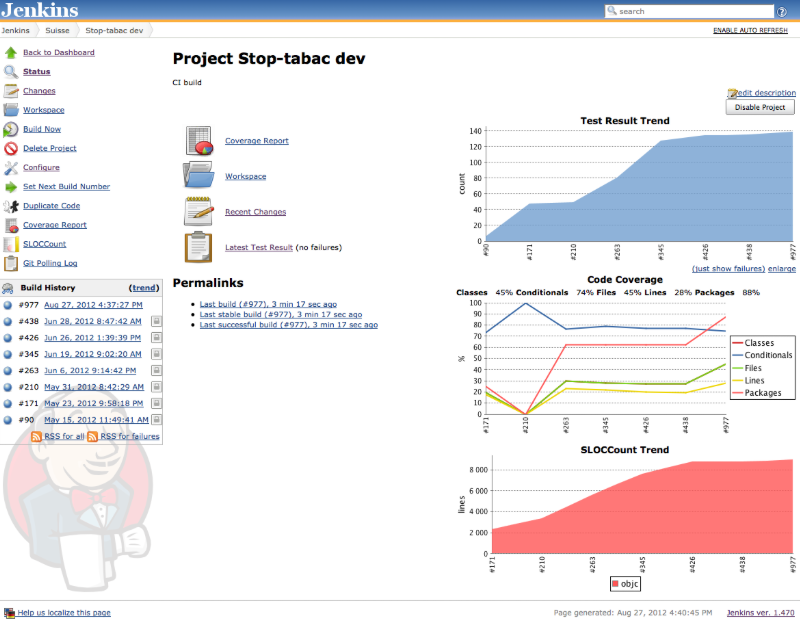 Jenkins
search
Jenkins Suisse Stop-tabac dev
ENABLE AUTO REFRESH
Back to Dashboard
Status
Changes
Workspace
Build Now
Delete Project
Configure
Set Next Build Number
Duplicate Code
Coverage Report
SLOCCount
Git Polling Log
Build History (trend)
#977 Aug 27, 2012 4:37:27 PM
#438 Jun 28, 2012 8:47:42 AM
#426 Jun 26, 2012 1:39:39 PM
#345 Jun 19, 2012 9:02:20 AM
#263 Jun 6, 2012 9:14:42 PM
#210 May 31, 2012 8:42:29 AM
#171 May 23, 2012 9:58:18 PM
#90 May 15, 2012 11:49:41 AM
RSS for all RSS for failures
Project Stop-tabac dev
CI build
edit description
Disable Project
Coverage Report
Workspace
Recent Changes
Latest Test Result (no failures)
Permalinks
Last build (#977), 3 min 17 sec ago
Last stable build (#977), 3 min 17 sec ago
Last successful build (#977), 3 min 17 sec ago
Test Result Trend
count
140
120
100
80
60
40
20
0
#90 #171 #210 #263 #345 #426 #438 #977
(just show failures) enlarge
Code Coverage
Classes 45% Conditionals 74% Files 45% Lines 28% Packages 88%
%
100
90
80
70
60
50
40
30
20
10
0
#171 #210 #263 #345 #426 #438 #977
Classes
Conditionals
Files
Lines
Packages
SLOCCount Trend
lines
8 000
6 000
4 000
2 000
0
#171 #210 #263 #345 #426 #438 #977
objc
Help us localize this page
Page generated: Aug 27, 2012 4:40:45 PM Jenkins ver. 1.470